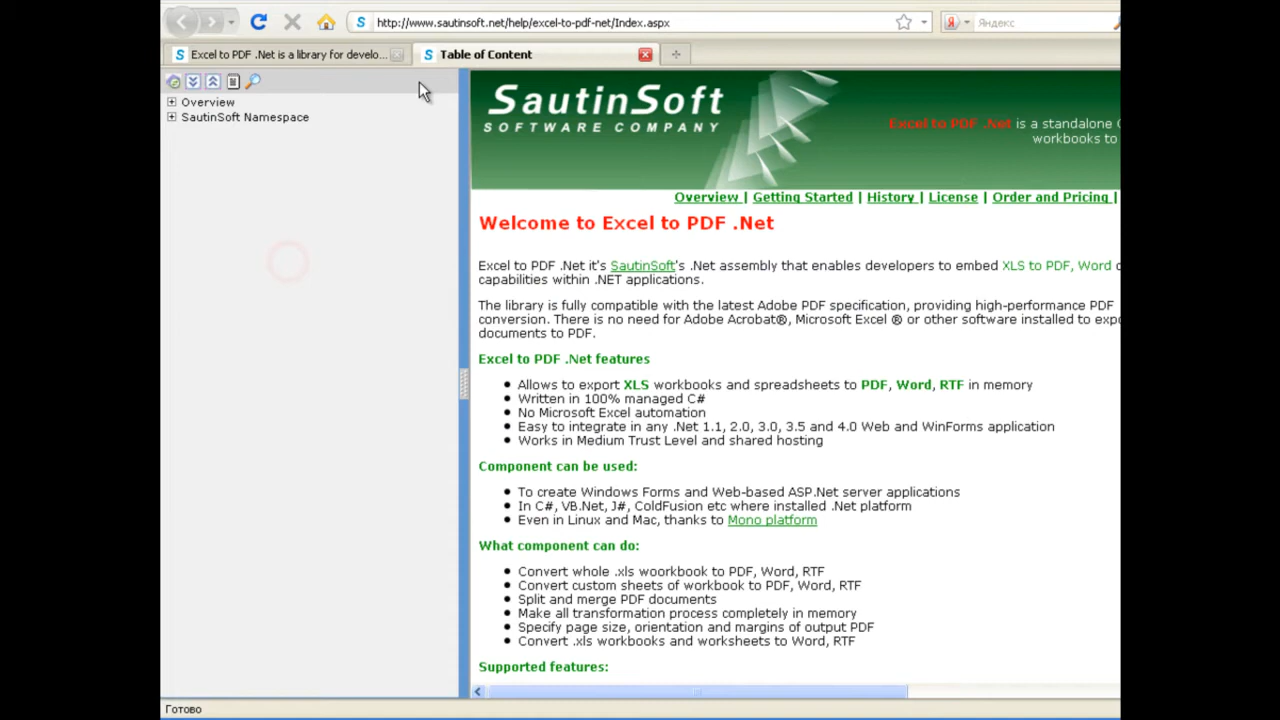 http://www.sautinsoft.net/help/excel-to-pdf-net/Index.aspx
Яндекс
Excel to PDF .Net is a library for develo...
Table of Content
Overview
SautinSoft Namespace
SautinSoft
SOFTWARE COMPANY
Excel to PDF .Net is a standalone
workbooks to
Overview | Getting Started | History | License | Order and Pricing |
Welcome to Excel to PDF .Net
Excel to PDF .Net it's SautinSoft's .Net assembly that enables developers to embed XLS to PDF, Word
capabilities within .NET applications.
The library is fully compatible with the latest Adobe PDF specification, providing high-performance PDF
conversion. There is no need for Adobe Acrobat®, Microsoft Excel ® or other software installed to
documents to PDF.
Excel to PDF .Net features
Allows to export XLS workbooks and spreadsheets to PDF, Word, RTF in memory
Written in 100% managed C#
No Microsoft Excel automation
Easy to integrate in any .Net 1.1, 2.0, 3.0, 3.5 and 4.0 Web and WinForms application
Works in Medium Trust Level and shared hosting
Component can be used:
To create Windows Forms and Web-based ASP.Net server applications
In C#, VB.Net, J#, ColdFusion etc where installed .Net platform
Even in Linux and Mac, thanks to Mono platform
What component can do:
Convert whole .xls woorkbook to PDF, Word, RTF
Convert custom sheets of workbook to PDF, Word, RTF
Split and merge PDF documents
Make all transformation process completely in memory
Specify page size, orientation and margins of output PDF
Convert .xls workbooks and worksheets to Word, RTF
Supported features:
Готово